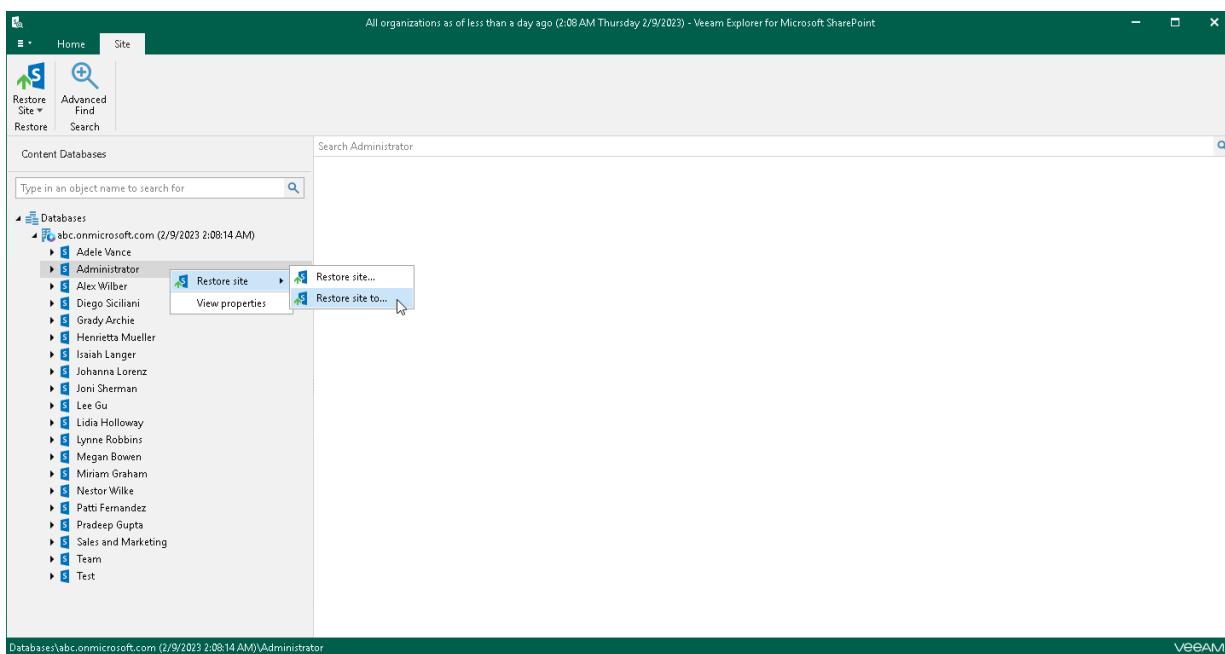 All organizations as of less than a day ago (2:08 AM Thursday 2/9/2023) - Veeam Explorer for Microsoft SharePoint
Home Site
Restore Site
Advanced Find
Restore Search
Content Databases
Search Administrator
Type in an object name to search for
Databases
abc.onmicrosoft.com (2/9/2023 2:08:14 AM)
Adele Vance
Administrator
Restore site
Restore site...
Alex Wilber
Diego Siciliani
View properties
Restore site to...
Grady Archie
Henrietta Mueller
Isaiah Langer
Johanna Lorenz
Joni Sherman
Lee Gu
Lidia Holloway
Lynne Robbins
Megan Bowen
Miriam Graham
Nestor Wilke
Patti Fernandez
Pradeep Gupta
Sales and Marketing
Team
Test
Databases\abc.onmicrosoft.com (2/9/2023 2:08:14 AM)\Administrator
VEEAM